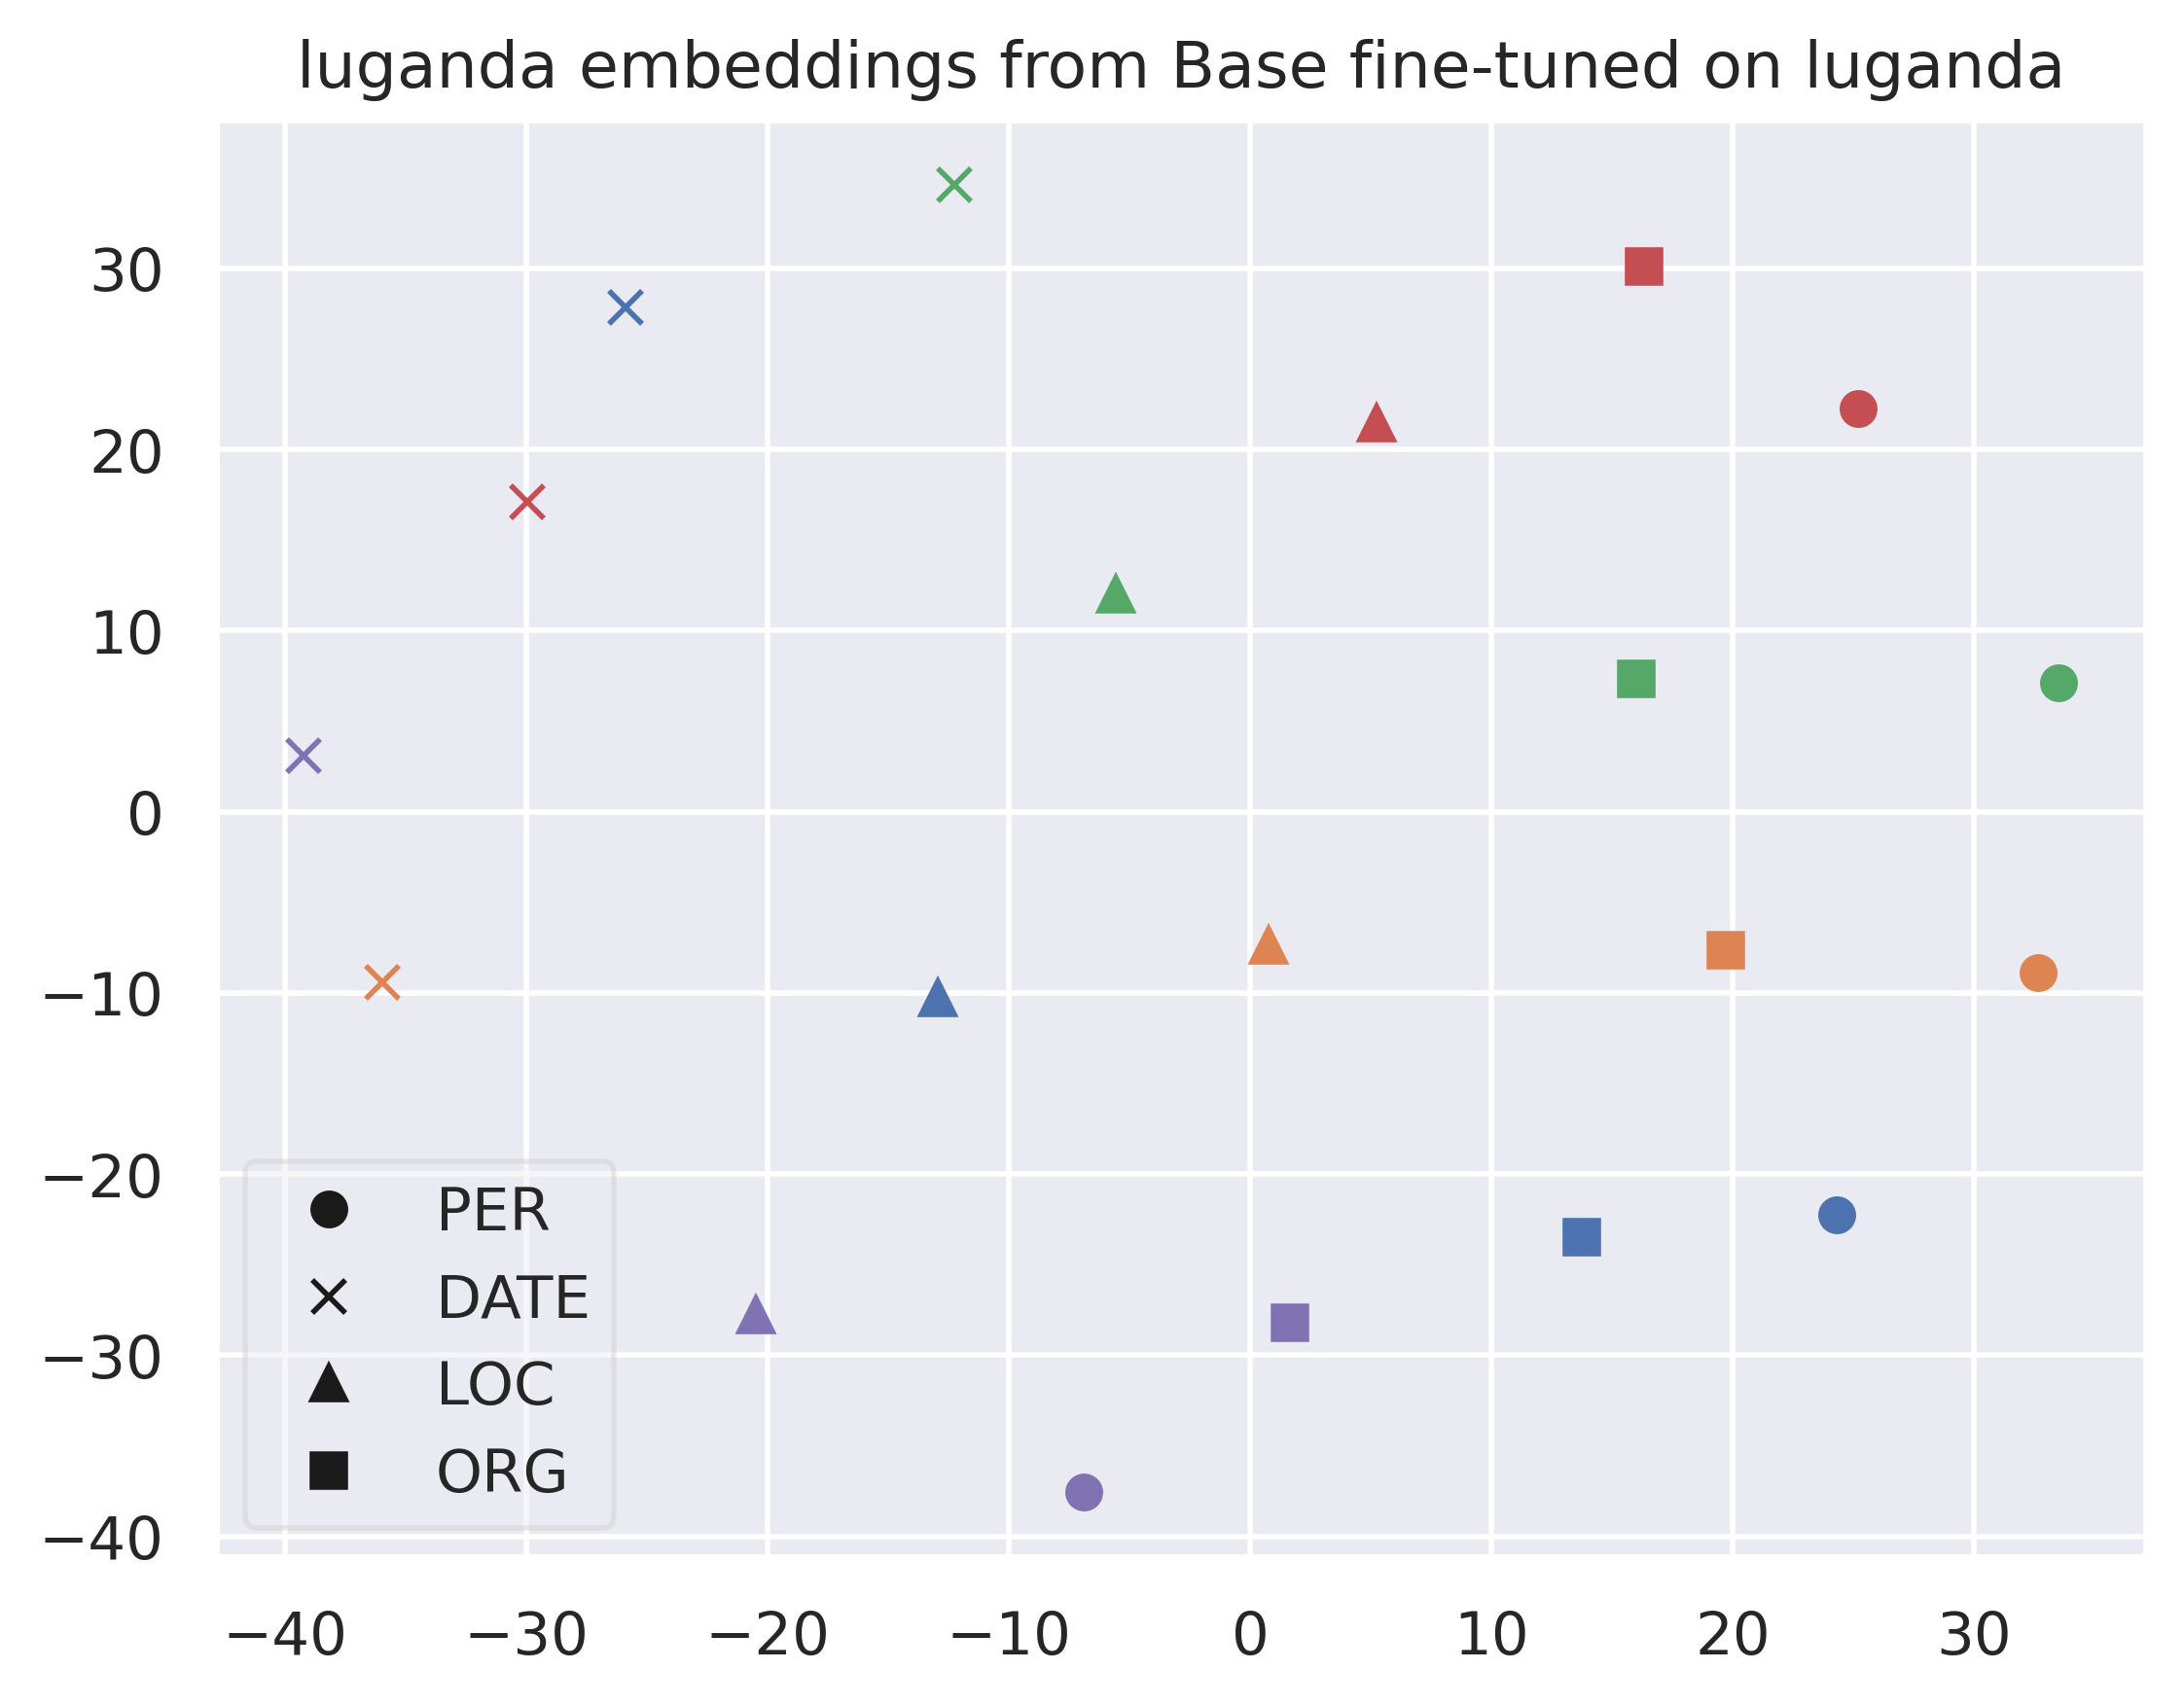 luganda embeddings from Base fine-tuned on luganda
30
20
10
0
−10
−20
−30
−40
PER
DATE
LOC
ORG
−40 −30 −20 −10 0 10 20 30